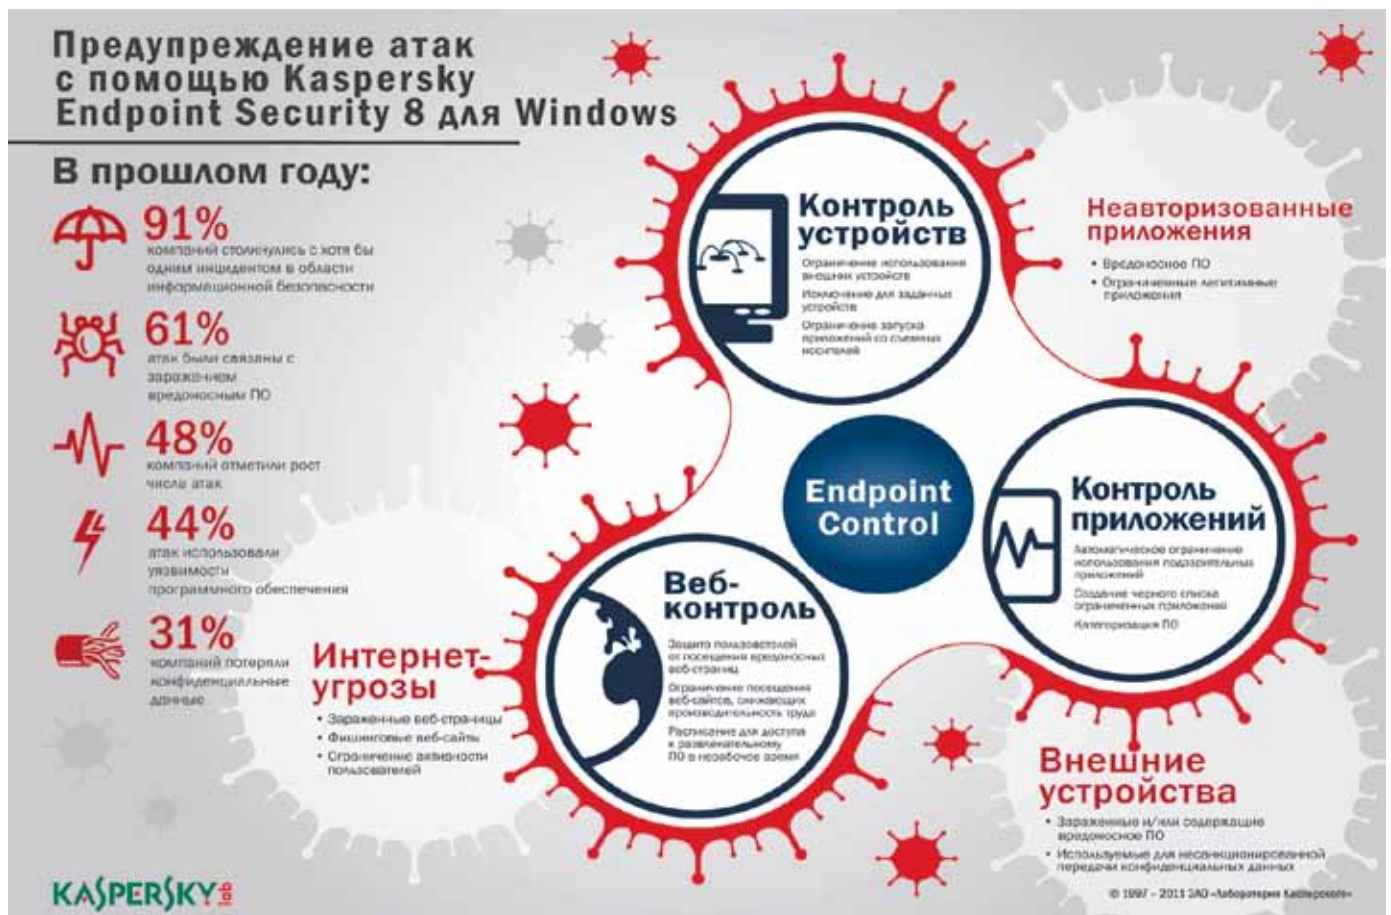 Предупреждение атак
с помощью Kaspersky
Endpoint Security 8 для Windows
В прошлом году:
91%
компаний столкнулись с хотя бы
одним инцидентом в области
информационной безопасности
61%
атак были связаны с
заражением
вредоносным ПО
48%
компаний отметили рост
числа атак
44%
атак использовали
уязвимости
программного обеспечения
31%
компаний потеряли
конфиденциальные
данные
Контроль
устройств
Ограничение использования
внешних устройств
Исключение для заданных
устройств
Ограничение запуска
приложений со съемных
носителей
Неавторизованные
приложения
• Вредоносное ПО
• Ограниченные легитимные
приложения
Endpoint
Control
Контроль
приложений
Автоматическое ограничение
использования подозрительных
приложений
Создание черного списка
ограниченных приложений
Категоризация ПО
Веб-
контроль
Защита пользователей
от посещения вредоносных
веб-страниц
Ограничение посещения
веб-сайтов, снижающих
производительность труда
Расписание для доступа
к развлекательному
ПО в нерабочее время
Интернет-
угрозы
• Зараженные веб-страницы
• Фишинговые веб-сайты
• Ограничение активности
пользователей
Внешние
устройства
• Зараженные и/или содержащие
вредоносное ПО
• Используемые для несанкционированной
передачи конфиденциальных данных
KASPERSKY lab
© 1997 – 2011 ЗАО «Лаборатория Касперского»